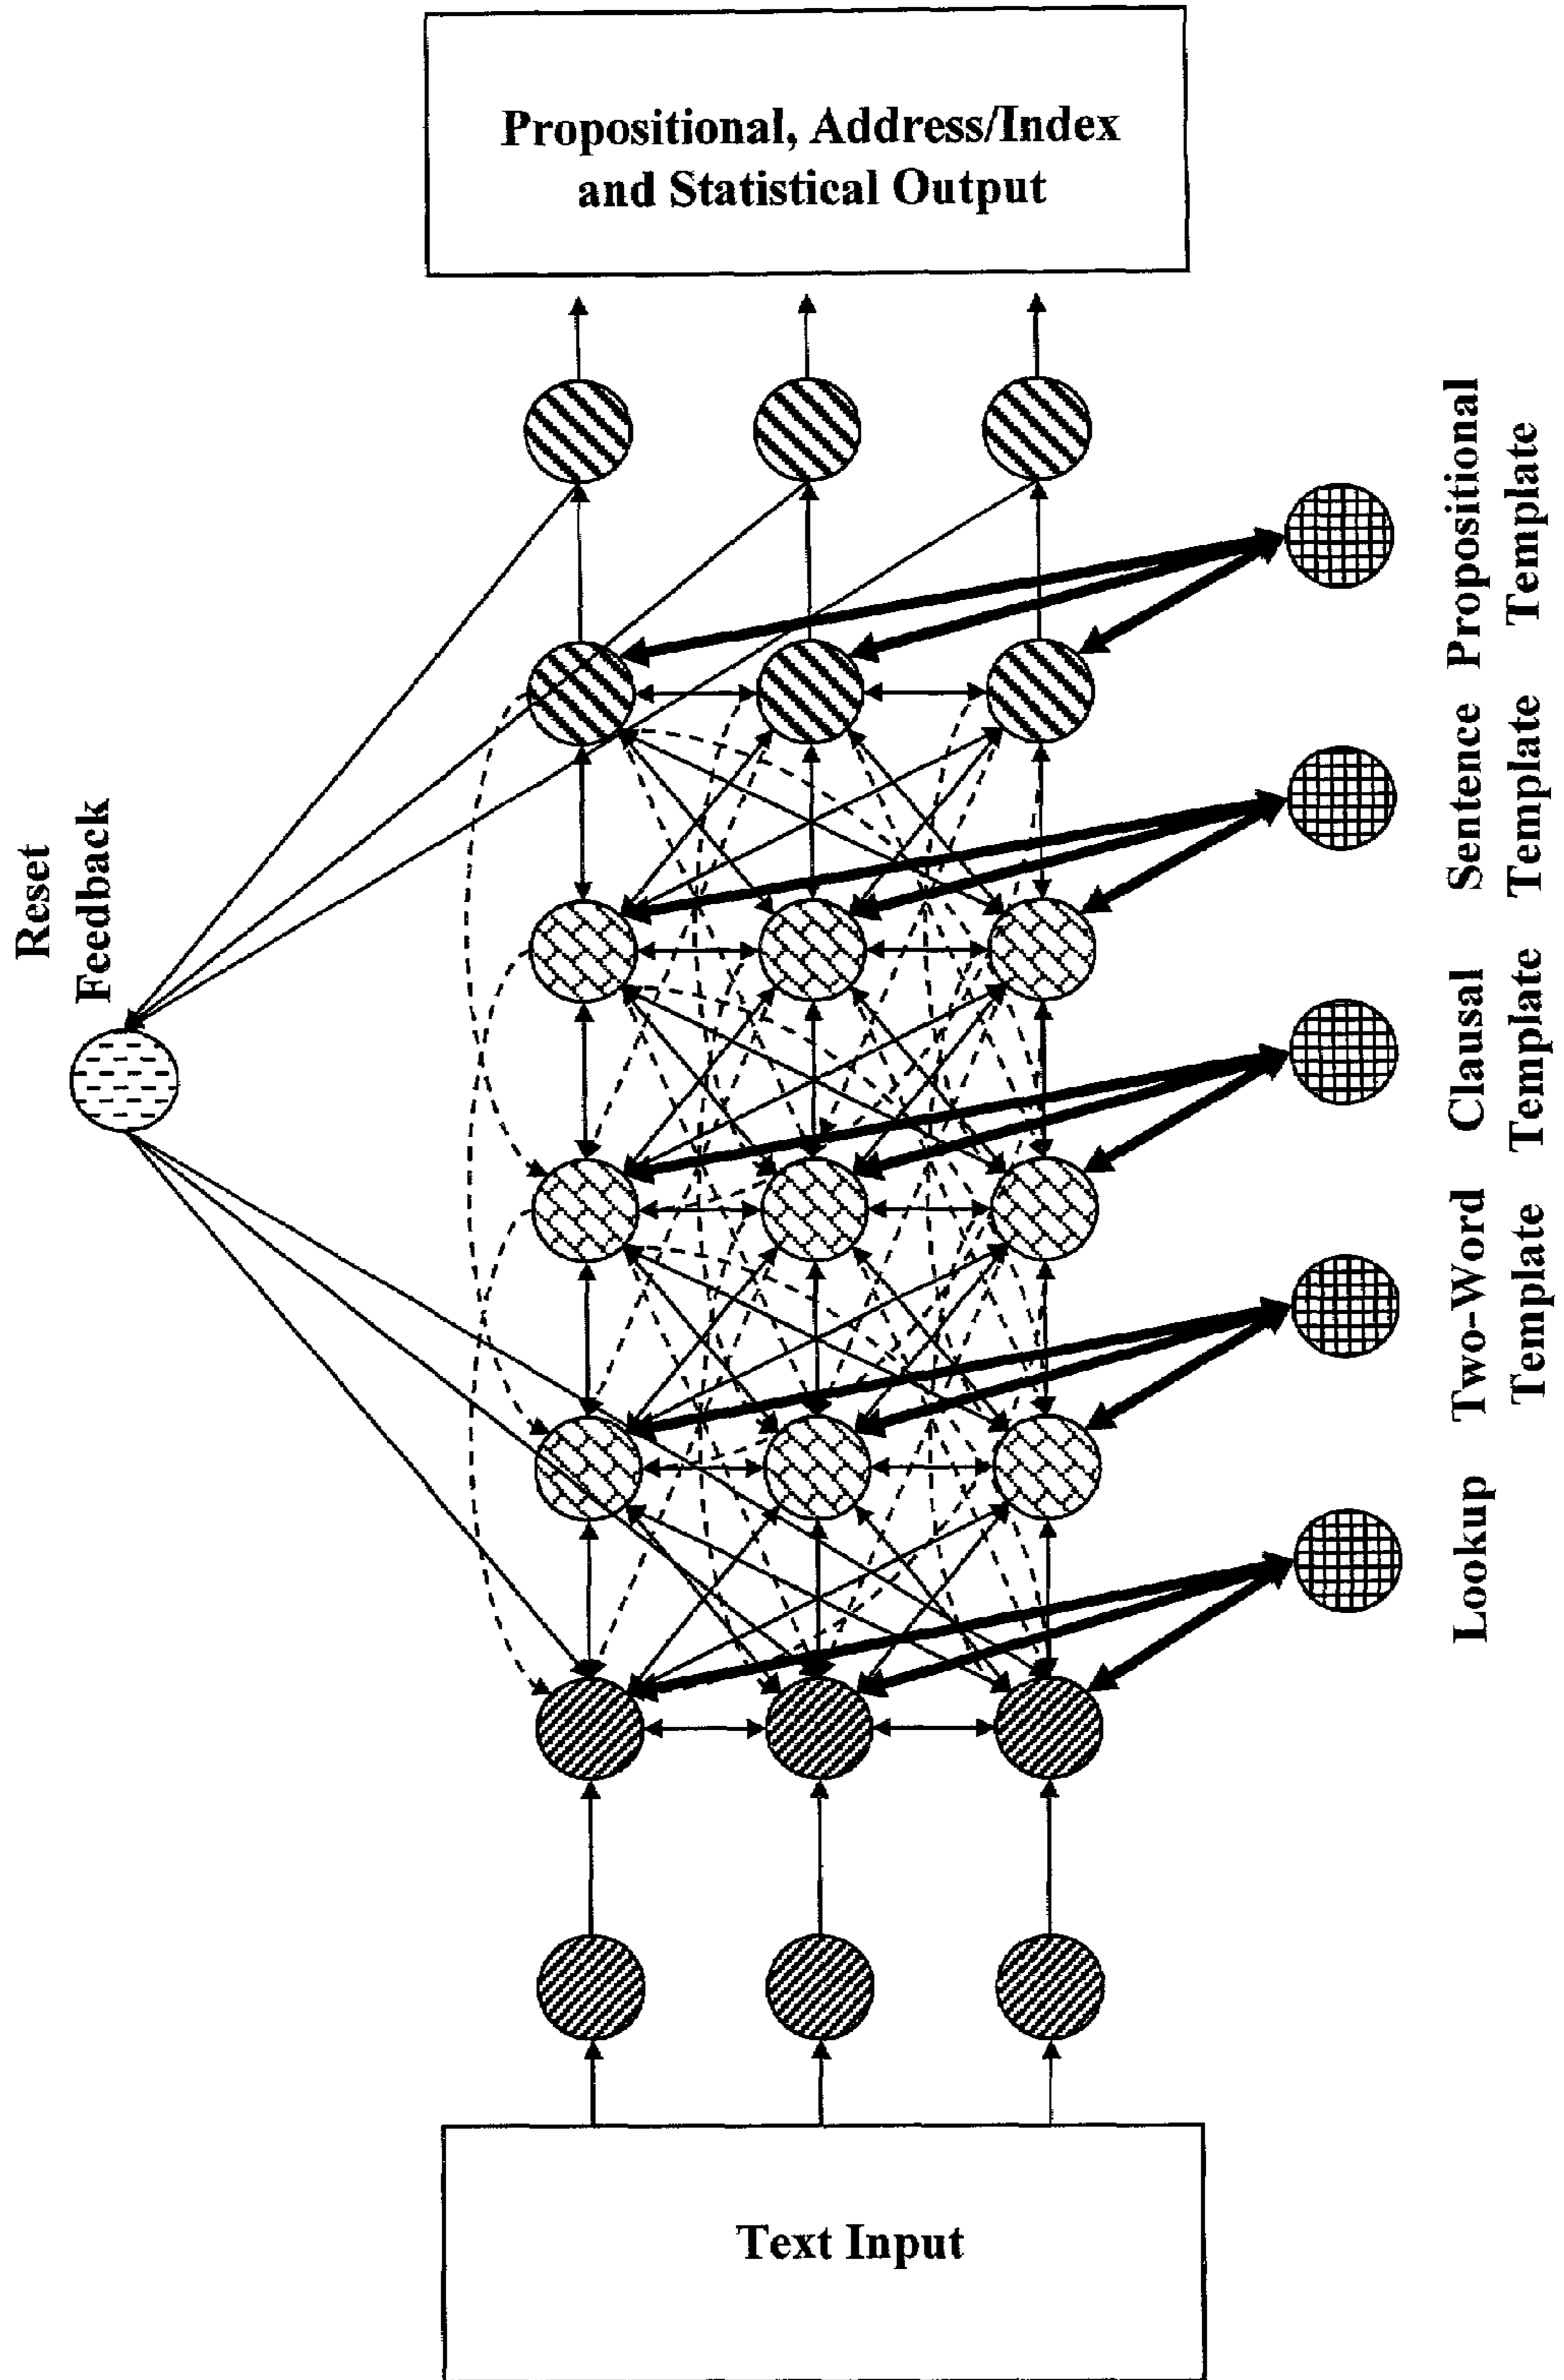 Propositional, Address/Index
and Statistical Output
Reset
Feedback
Propositional
Template
Sentence
Template
Clausal
Template
Two-Word
Template
Lookup
Text Input